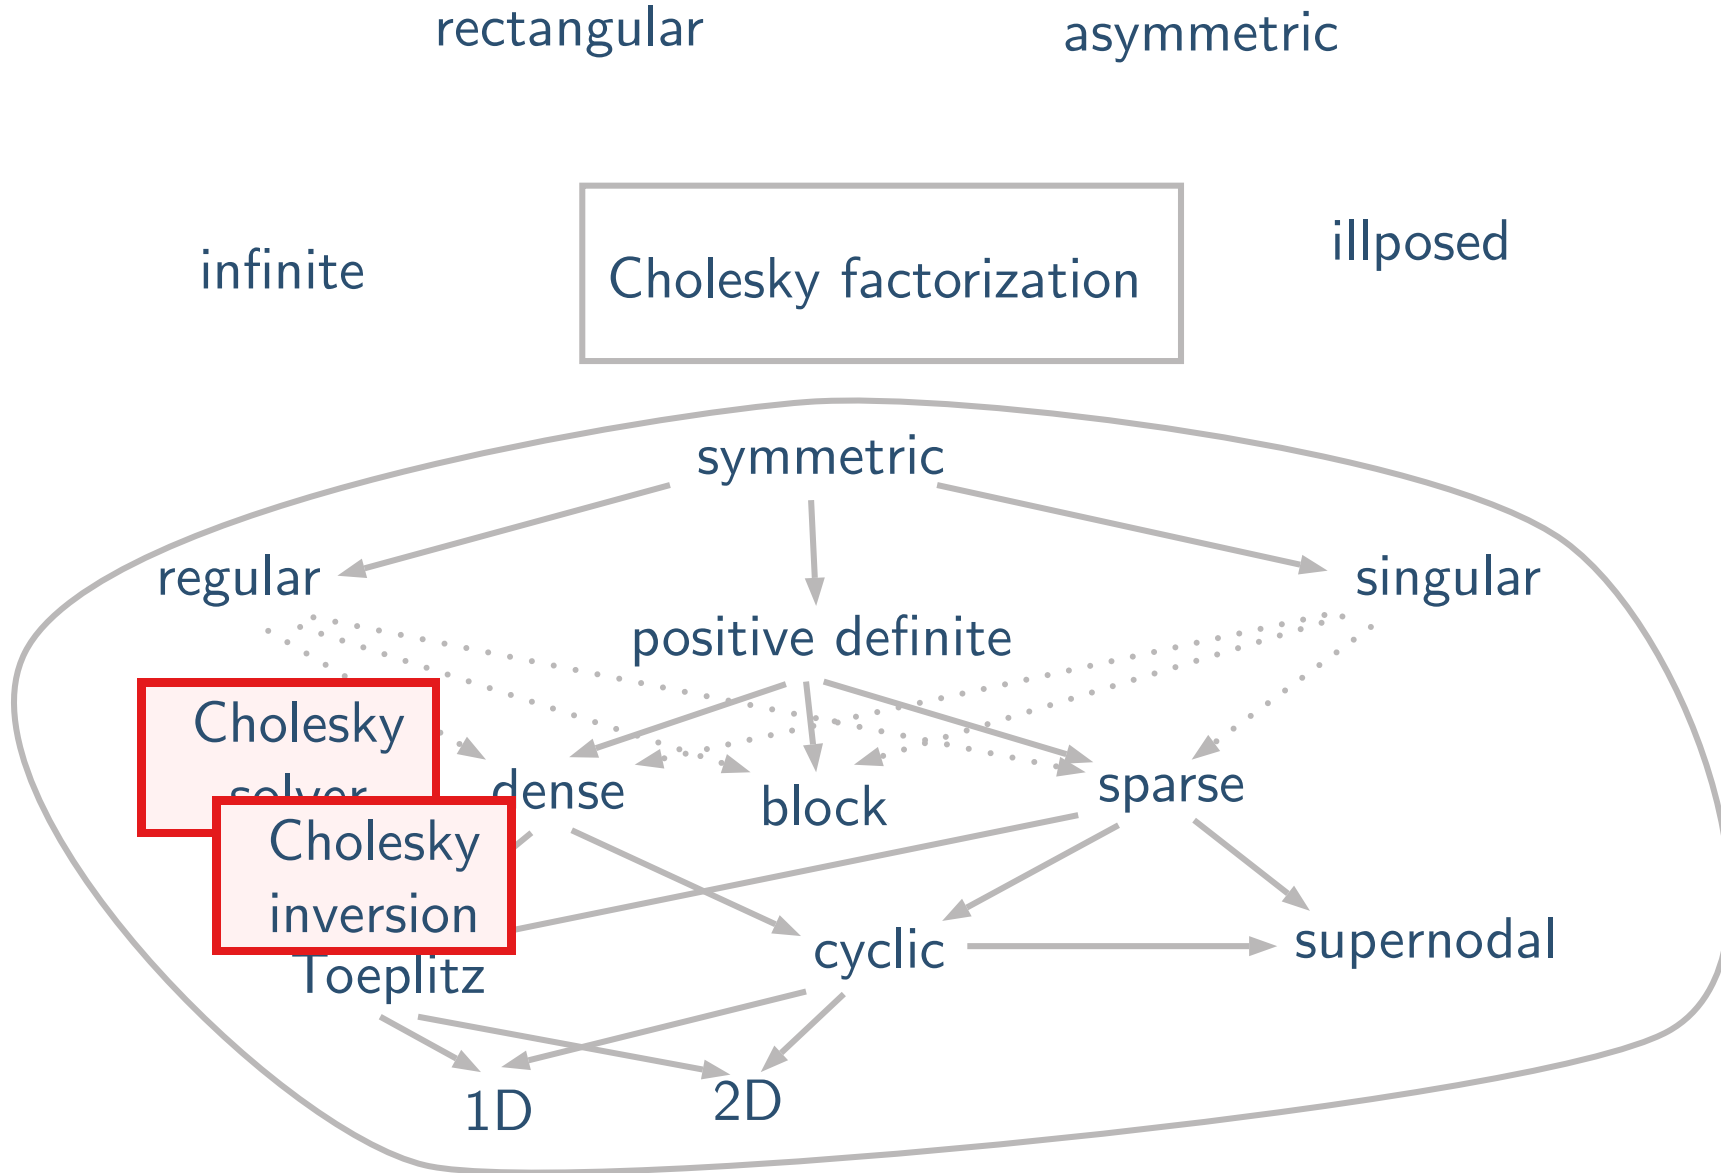 rectangular
asymmetric
infinite
illposed
Cholesky factorization
symmetric
regular
singular
positive definite
Cholesky
solver
dense
block
sparse
Cholesky
inversion
Toeplitz
cyclic
supernodal
1D
2D